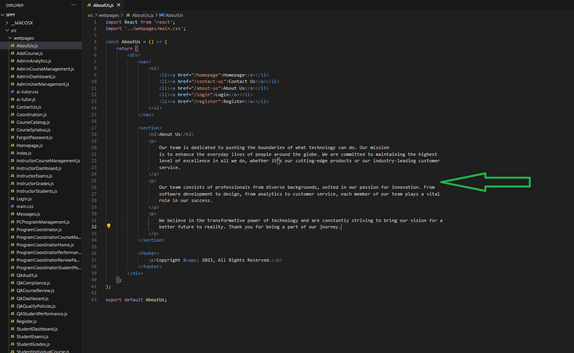 EXPLORER
SPPT
__MACOSX
src
webpages
AboutUs.js
AddCourse.js
AdminAnalytics.js
AdminCourseManagement.js
AdminDashboard.js
AdminUserManagement.js
ai-tutor.css
ai-tutor.js
ContactUs.js
Coordinator.js
CourseCatalog.js
CourseSyllabus.js
ForgotPassword.js
Homepage.js
index.js
InstructorCourseManagement.js
InstructorDashboard.js
InstructorExams.js
InstructorGrades.js
InstructorStudents.js
Login.js
main.css
Messages.js
PCProgramManagement.js
ProgramCoordinator.js
ProgramCoordinatorCourseMa...
ProgramCoordinatorHome.js
ProgramCoordinatorPerforman...
ProgramCoordinatorReviewPa...
ProgramCoordinatorStudentPe...
QAAudit.js
QACompliance.js
QACourseReview.js
QADashboard.js
QAQualityPolicies.js
QAStudentPerformance.js
Register.js
StudentDashboard.js
StudentExams.js
StudentGrades.js
StudentIndividualCourse.js
AboutUs.js
src > webpages > AboutUs.js > AboutUs
1 import React from 'react';
2 import '../webpages/main.css';
3
4 const AboutUs = () => {
5 return (
6 <div>
7 <nav>
8 <ul>
9 <li><a href="/homepage">Homepage</a></li>
10 <li><a href="/contact-us">Contact Us</a></li>
11 <li><a href="/about-us">About Us</a></li>
12 <li><a href="/login">Login</a></li>
13 <li><a href="/register">Register</a></li>
14 </ul>
15 </nav>
16
17 <section>
18 <h1>About Us</h1>
19 <p>
20 Our team is dedicated to pushing the boundaries of what technology can do. Our mission
21 is to enhance the everyday lives of people around the globe. We are committed to maintaining the highest
22 level of excellence in all we do, whether it's our cutting-edge products or our industry-leading customer
23 service.
24 </p>
25 <p>
26 Our team consists of professionals from diverse backgrounds, united in our passion for innovation. From
27 software development to design, from analytics to customer service, each member of our team plays a vital
28 role in our success.
29 </p>
30 <p>
31 We believe in the transformative power of technology and are constantly striving to bring our vision for a
32 better future to reality. Thank you for being a part of our journey.
33 </p>
34 </section>
35
36 <footer>
37 <p>Copyright &copy; 2023, All Rights Reserved.</p>
38 </footer>
39 </div>
40 );
41 };
42
43 export default AboutUs;